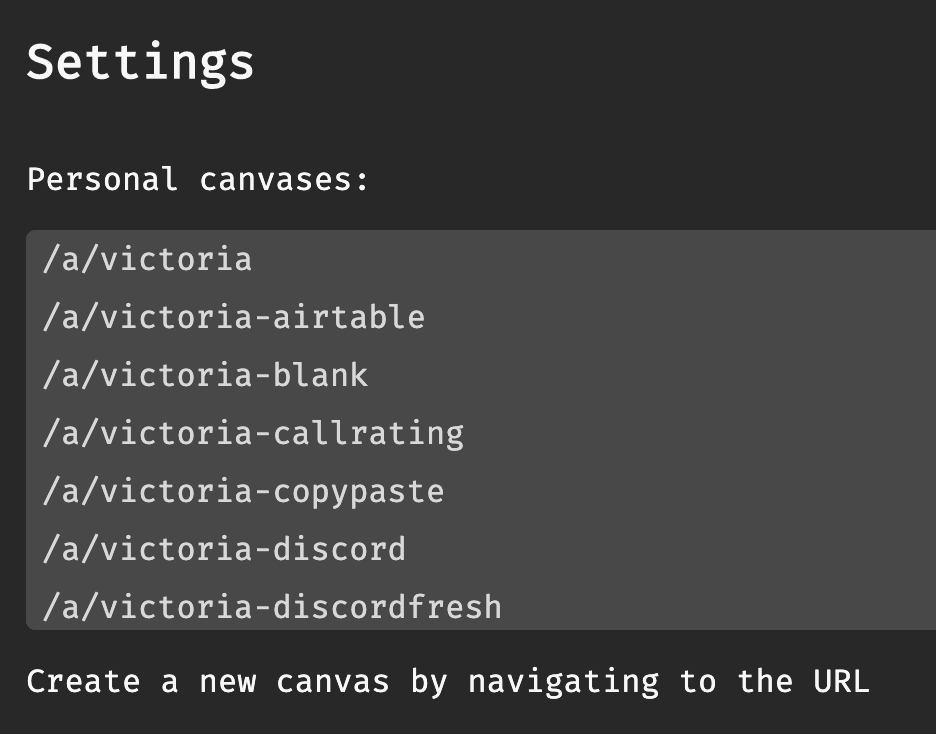 Settings
Personal canvases:
/a/victoria
/a/victoria-airtable
/a/victoria-blank
/a/victoria-callrating
/a/victoria-copypaste
/a/victoria-discord
/a/victoria-discordfresh
Create a new canvas by navigating to the URL